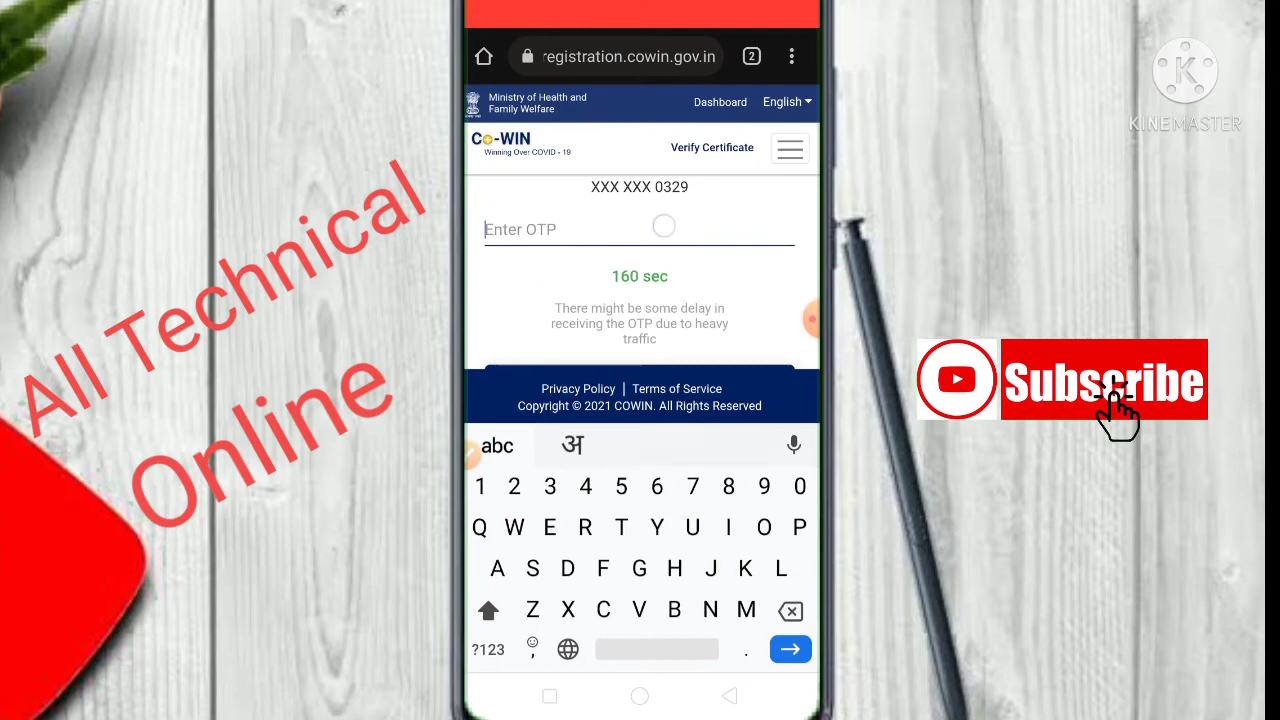 All Technical
Online
registration.cowin.gov.in
2
Ministry of Health and
Family Welfare
Dashboard
English
Co-WIN
Winning Over COVID - 19
Verify Certificate
XXX XXX 0329
Enter OTP
160 sec
There might be some delay in
receiving the OTP due to heavy
traffic
Privacy Policy | Terms of Service
Copyright © 2021 COWIN. All Rights Reserved
abc अ
1 2 3 4 5 6 7 8 9 0
Q W E R T Y U I O P
A S D F G H J K L
Z X C V B N M
?123 , .
K
KINEMASTER
Subscribe